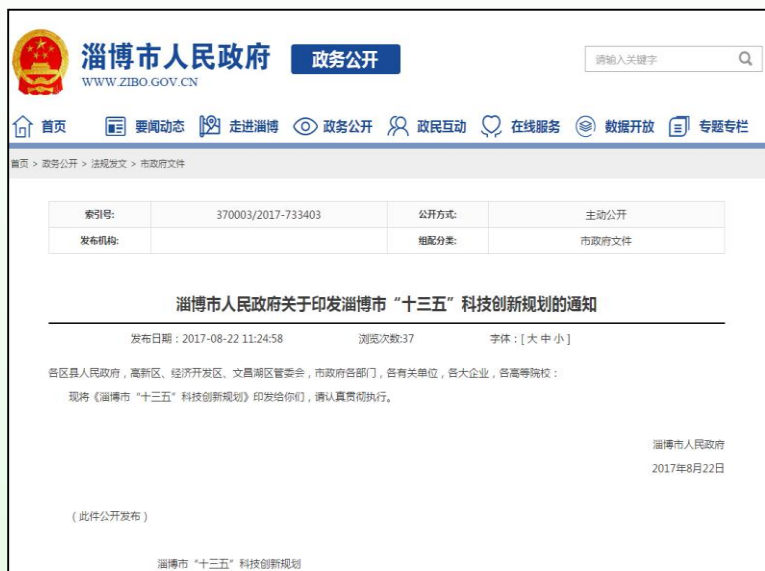 淄博市人民政府
WWW.ZIBO.GOV.CN
政务公开
请输入关键字
首页 要闻动态 走进淄博 政务公开 政民互动 在线服务 数据开放 专题专栏
首页 > 政务公开 > 法规发文 > 市政府文件
索引号: 370003/2017-733403 公开方式: 主动公开
发布机构: 组配分类: 市政府文件
淄博市人民政府关于印发淄博市“十三五”科技创新规划的通知
发布日期：2017-08-22 11:24:58 浏览次数:37 字体：[ 大 中 小 ]
各区县人民政府，高新区、经济开发区、文昌湖区管委会，市政府各部门，各有关单位，各大企业，各高等院校：
现将《淄博市“十三五”科技创新规划》印发给你们，请认真贯彻执行。
淄博市人民政府
2017年8月22日
（此件公开发布）
淄博市“十三五”科技创新规划